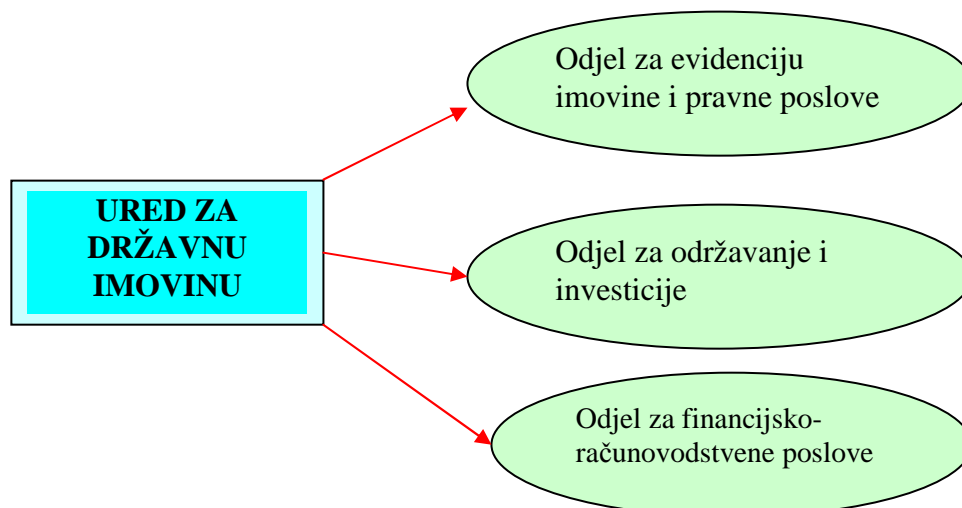 Odjel za evidenciju
imovine i pravne poslove
URED ZA
DRŽAVNU
IMOVINU
Odjel za održavanje i
investicije
Odjel za financijsko-
računovodstvene poslove